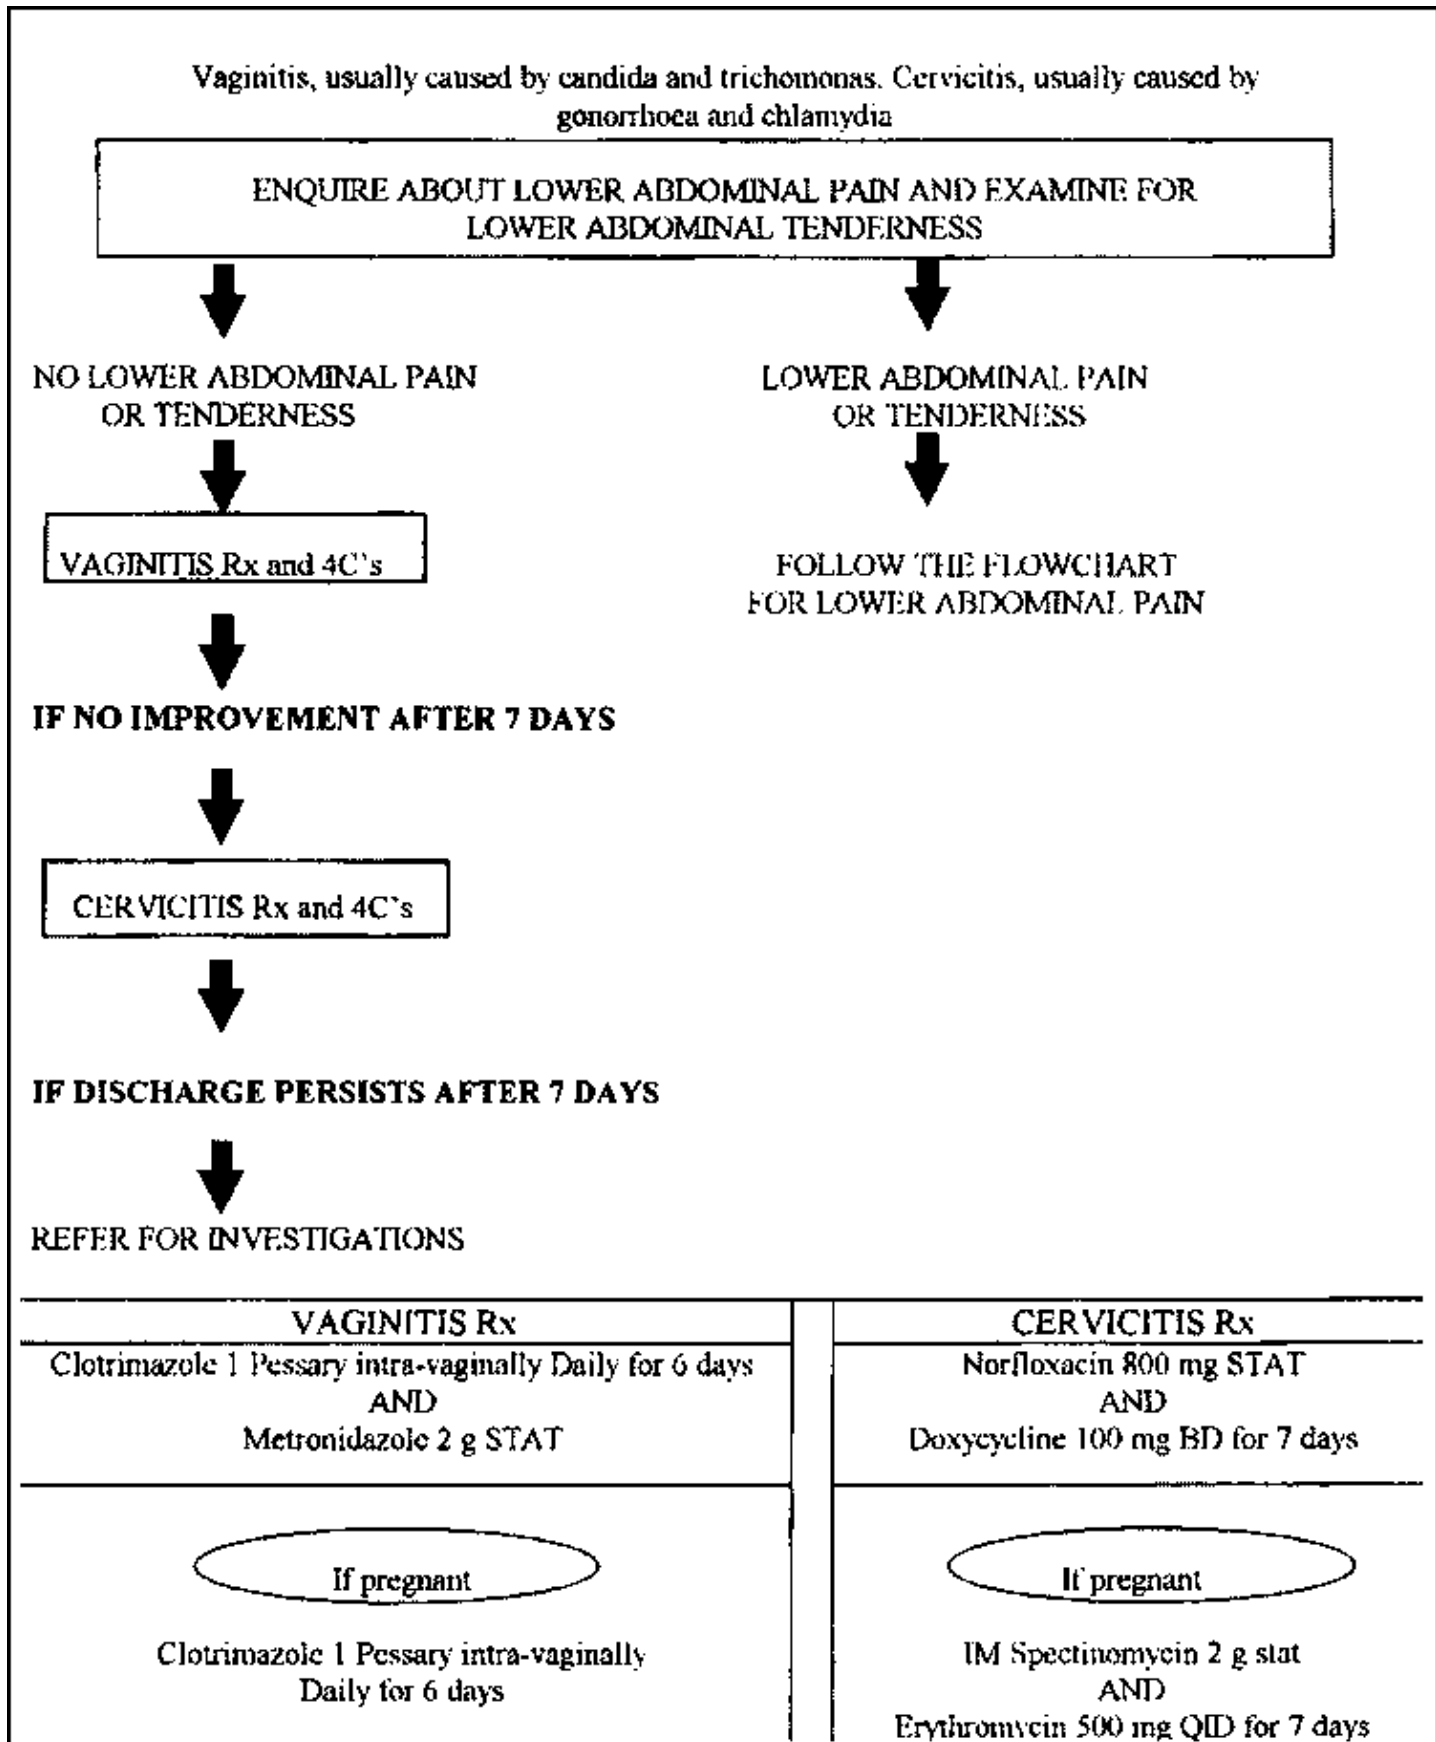 Vaginitis, usually caused by candida and trichomonas. Cervicitis, usually caused by
gonorrhoea and chlamydia
ENQUIRE ABOUT LOWER ABDOMINAL PAIN AND EXAMINE FOR
LOWER ABDOMINAL TENDERNESS
NO LOWER ABDOMINAL PAIN
OR TENDERNESS
LOWER ABDOMINAL PAIN
OR TENDERNESS
VAGINITIS Rx and 4C's
FOLLOW THE FLOWCHART
FOR LOWER ABDOMINAL PAIN
IF NO IMPROVEMENT AFTER 7 DAYS
CERVICITIS Rx and 4C's
IF DISCHARGE PERSISTS AFTER 7 DAYS
REFER FOR INVESTIGATIONS
VAGINITIS Rx
Clotrimazole 1 Pessary intra-vaginally Daily for 6 days
AND
Metronidazole 2 g STAT
If pregnant
Clotrimazole 1 Pessary intra-vaginally
Daily for 6 days
CERVICITIS Rx
Norfloxacin 800 mg STAT
AND
Doxycycline 100 mg BD for 7 days
If pregnant
IM Spectinomycin 2 g stat
AND
Erythromycin 500 mg QID for 7 days